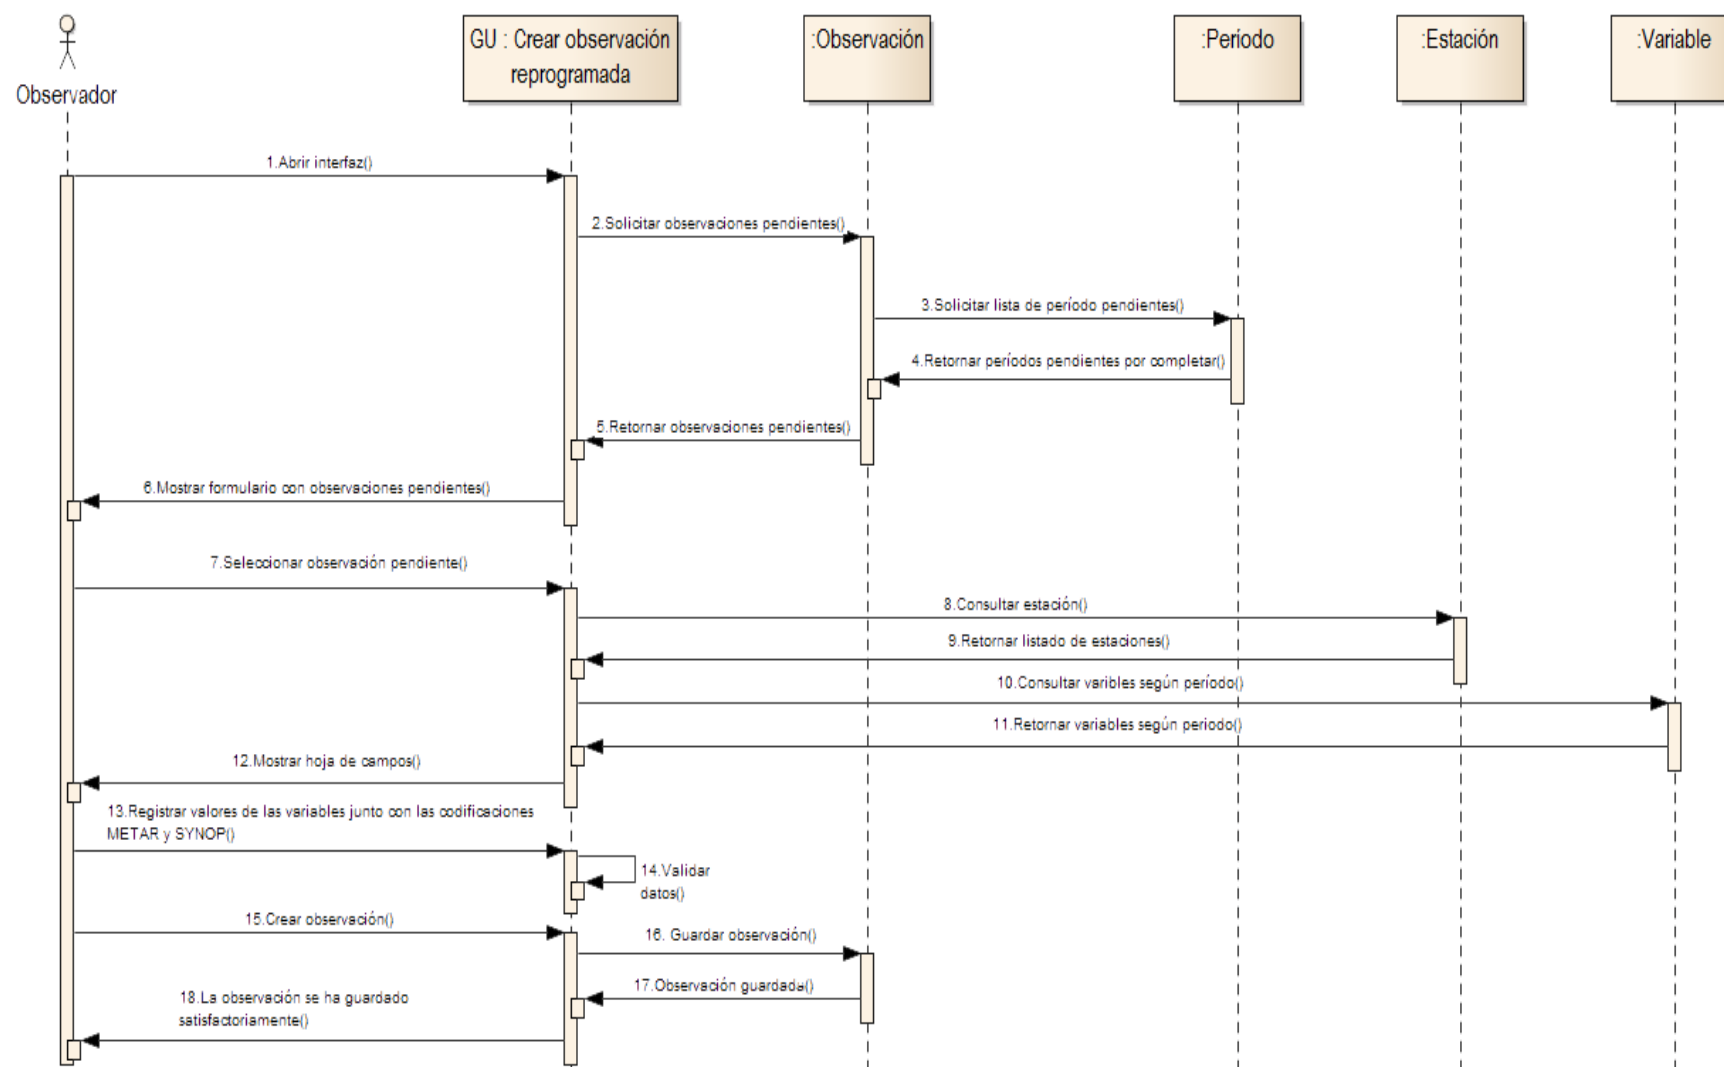 Observador
GU : Crear observación
reprogramada
:Observación
:Periodo
:Estación
:Variable
1.Abrir interfaz()
2.Solicitar observaciones pendientes()
3.Solicitar lista de período pendientes()
4.Retornar períodos pendientes por completar()
5.Retornar observaciones pendientes()
6.Mostrar formulario con observaciones pendientes()
7.Seleccionar observación pendiente()
8.Consultar estación()
9.Retornar listado de estaciones()
10.Consultar varibles según período()
11.Retornar variables según periodo()
12.Mostrar hoja de campos()
13.Registrar valores de las variables junto con las codificaciones
METAR y SYNOP()
14.Validar
datos()
15.Crear observación()
16. Guardar observación()
17.Observación guardada()
18.La observación se ha guardado
satisfactoriamente()